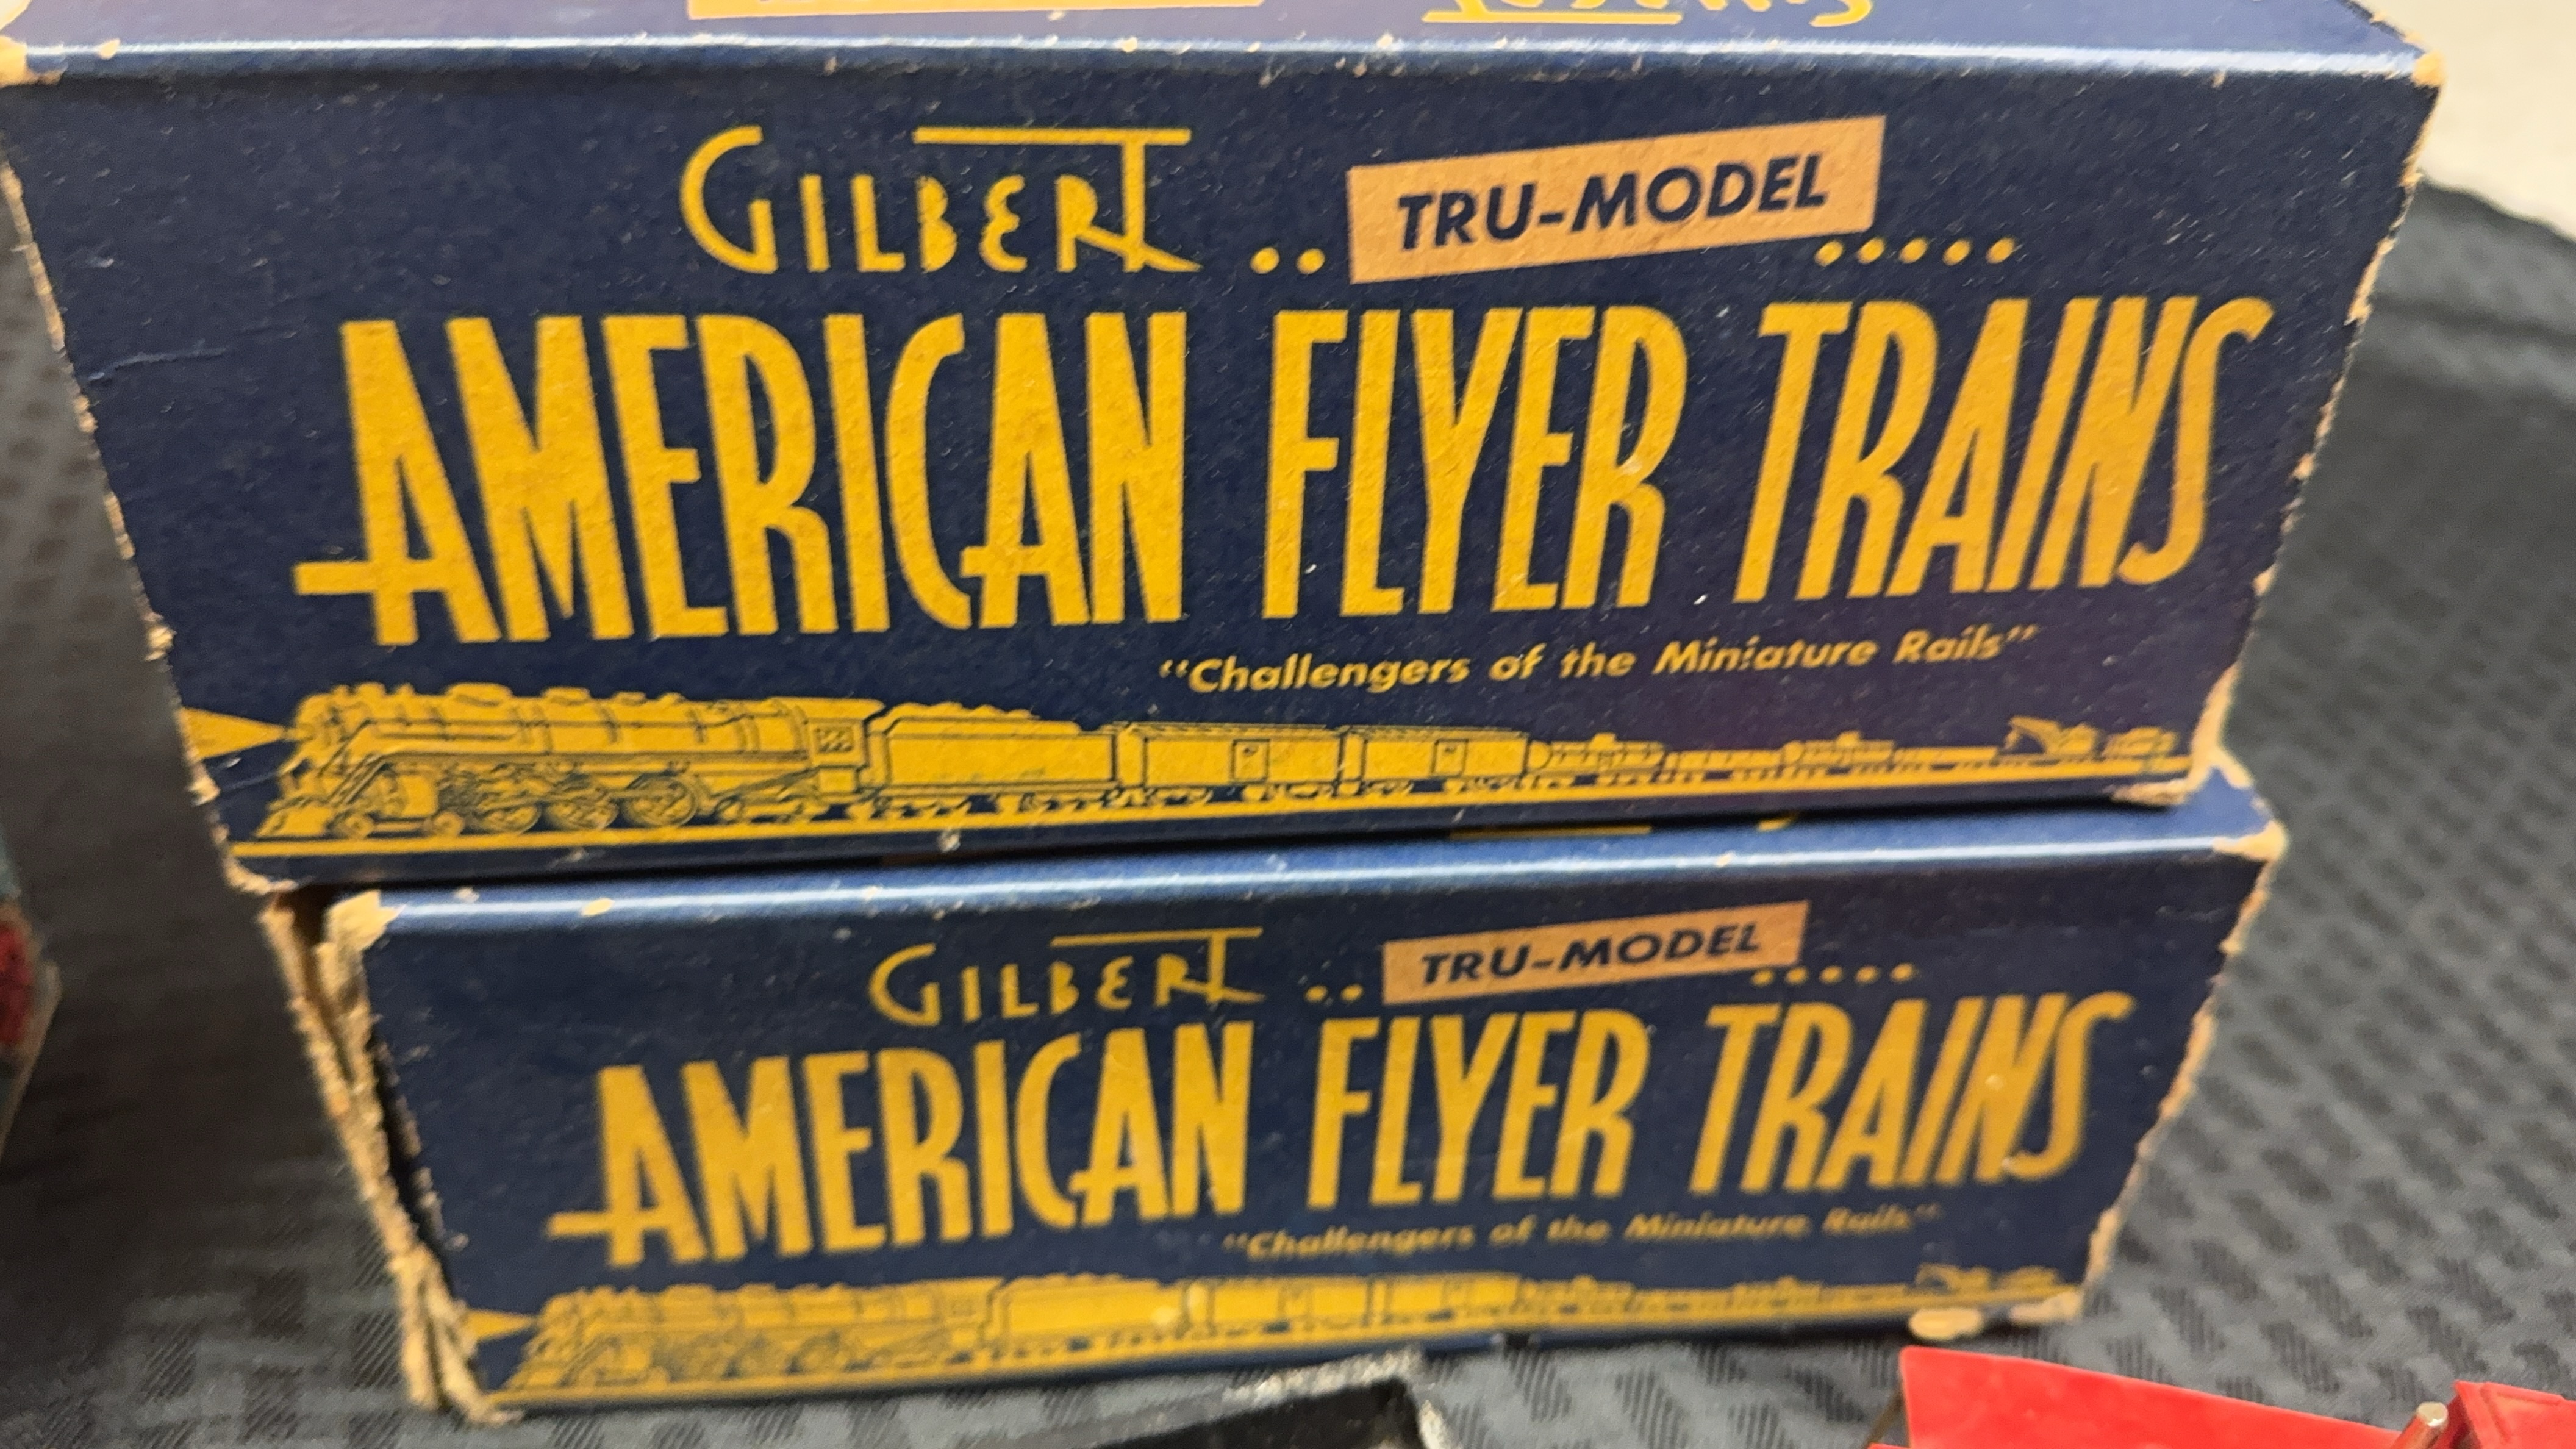 GILBERT .. TRU-MODEL .....
AMERICAN FLYER TRAINS
"Challengers of the Miniature Rails"
GILBERT .. TRU-MODEL .....
AMERICAN FLYER TRAINS
"Challengers of the Miniature Rails"